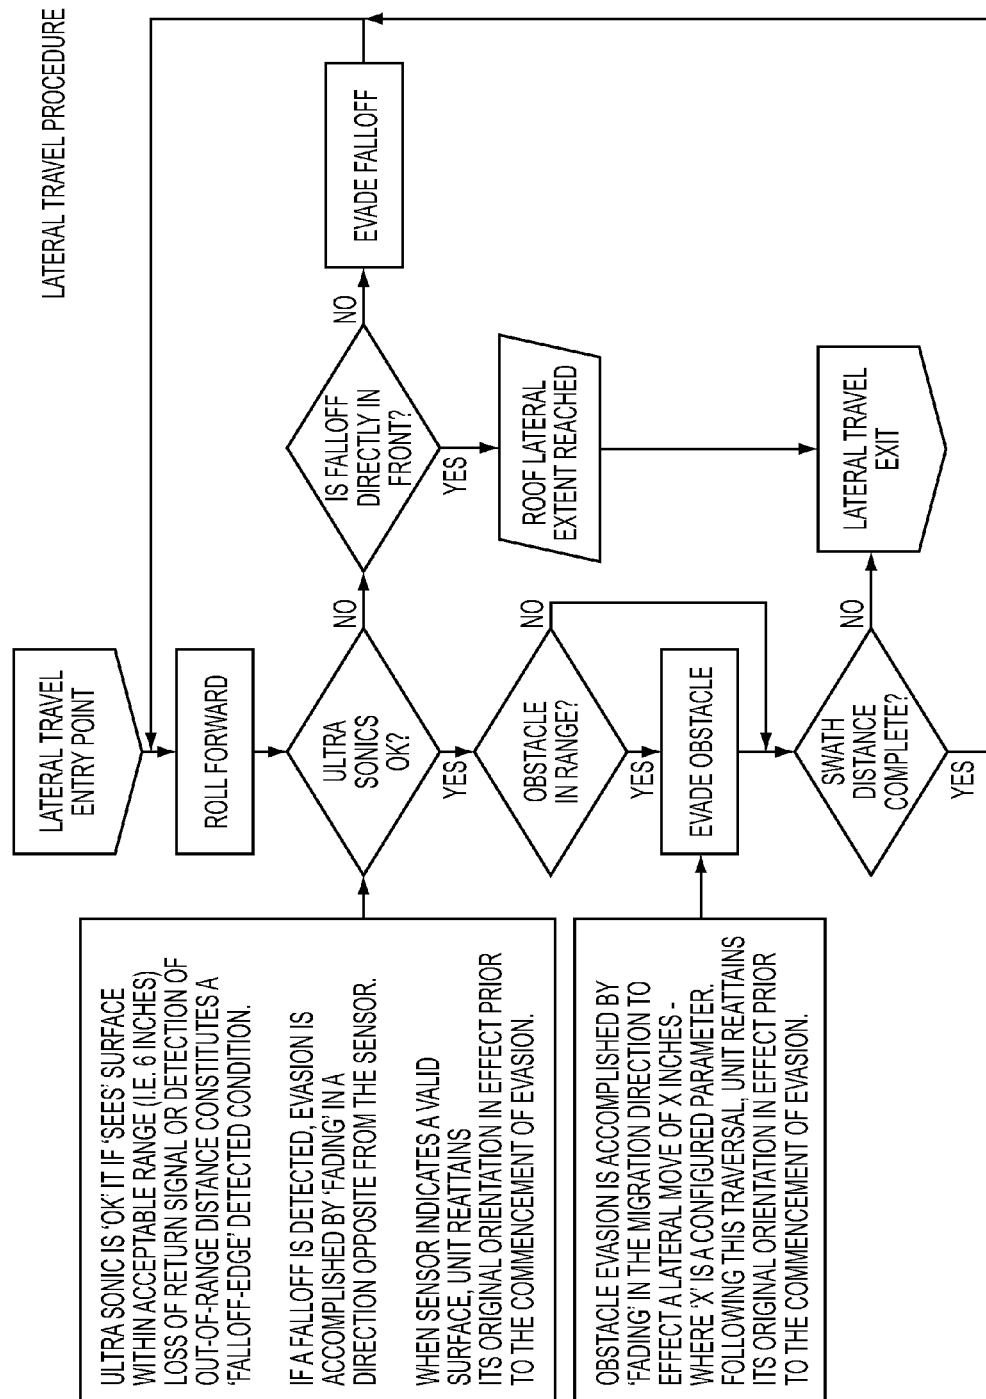 LATERAL TRAVEL PROCEDURE
LATERAL TRAVEL
ENTRY POINT
ROLL FORWARD
ULTRA SONIC IS 'OK' IT IF 'SEES' SURFACE
WITHIN ACCEPTABLE RANGE (I.E. 6 INCHES)
LOSS OF RETURN SIGNAL OR DETECTION OF
OUT-OF-RANGE DISTANCE CONSTITUTES A
'FALLOFF-EDGE' DETECTED CONDITION.
IF A FALLOFF IS DETECTED, EVASION IS
ACCOMPLISHED BY 'FADING' IN A
DIRECTION OPPOSITE FROM THE SENSOR.
WHEN SENSOR INDICATES A VALID
SURFACE, UNIT REATTAINS
ITS ORIGINAL ORIENTATION IN EFFECT PRIOR
TO THE COMMENCEMENT OF EVASION.
ULTRA
SONICS
OK?
NO
YES
IS FALLOFF
DIRECTLY IN
FRONT?
NO
YES
EVADE FALLOFF
OBSTACLE
IN RANGE?
NO
YES
ROOF LATERAL
EXTENT REACHED
OBSTACLE EVASION IS ACCOMPLISHED BY
'FADING' IN THE MIGRATION DIRECTION TO
EFFECT A LATERAL MOVE OF X INCHES -
WHERE 'X' IS A CONFIGURED PARAMETER.
FOLLOWING THIS TRAVERSAL, UNIT REATTAINS
ITS ORIGINAL ORIENTATION IN EFFECT PRIOR
TO THE COMMENCEMENT OF EVASION.
EVADE OBSTACLE
SWATH
DISTANCE
COMPLETE?
NO
YES
LATERAL TRAVEL
EXIT